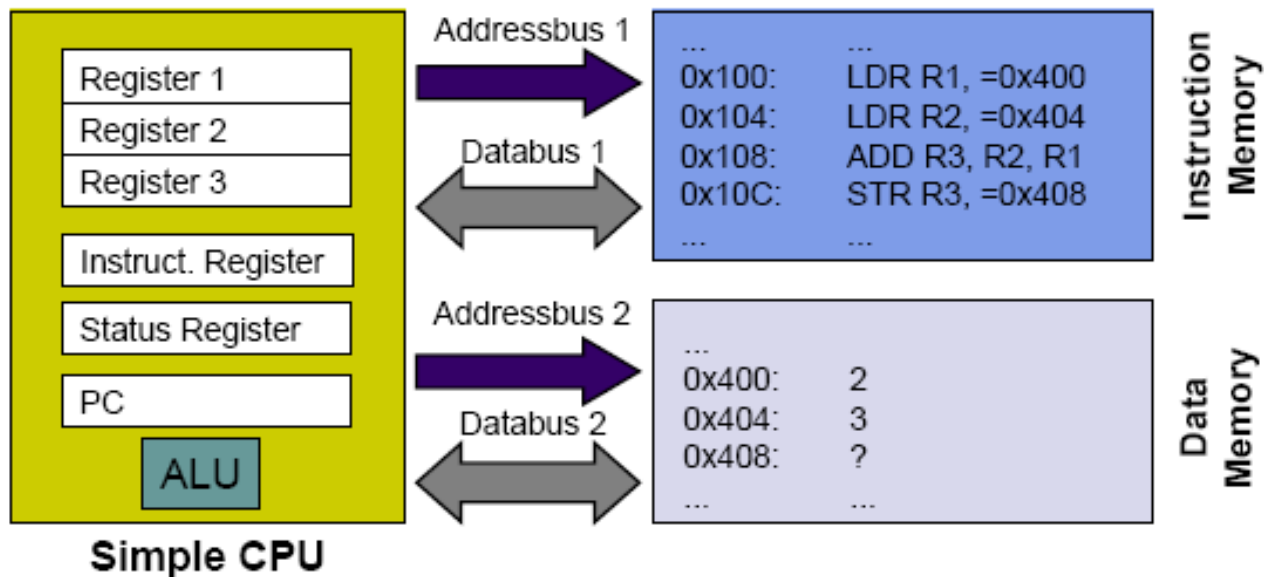 Register 1
Register 2
Register 3
Instruct. Register
Status Register
PC
ALU
Simple CPU
Addressbus 1
Databus 1
Addressbus 2
Databus 2
... ...
0x100: LDR R1, =0x400
0x104: LDR R2, =0x404
0x108: ADD R3, R2, R1
0x10C: STR R3, =0x408
... ...
Instruction
Memory
...
0x400: 2
0x404: 3
0x408: ?
... ...
Data
Memory